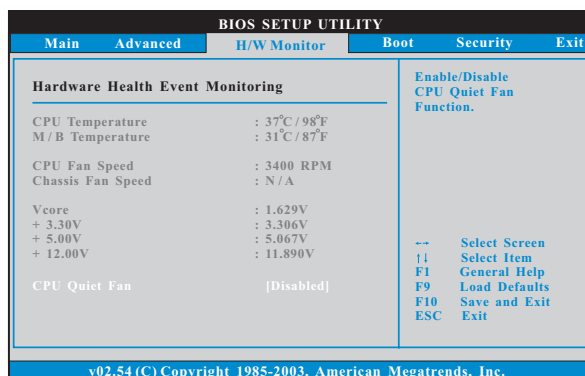 BIOS SETUP UTILITY
Main Advanced H/W Monitor Boot Security Exit
Hardware Health Event Monitoring
CPU Temperature : 37°C / 98°F
M / B Temperature : 31°C / 87°F
CPU Fan Speed : 3400 RPM
Chassis Fan Speed : N / A
Vcore : 1.629V
+ 3.30V : 3.306V
+ 5.00V : 5.067V
+ 12.00V : 11.890V
CPU Quiet Fan [Disabled]
Enable/Disable
CPU Quiet Fan
Function.
←→ Select Screen
↑↓ Select Item
F1 General Help
F9 Load Defaults
F10 Save and Exit
ESC Exit
v02.54 (C) Copyright 1985-2003, American Megatrends, Inc.